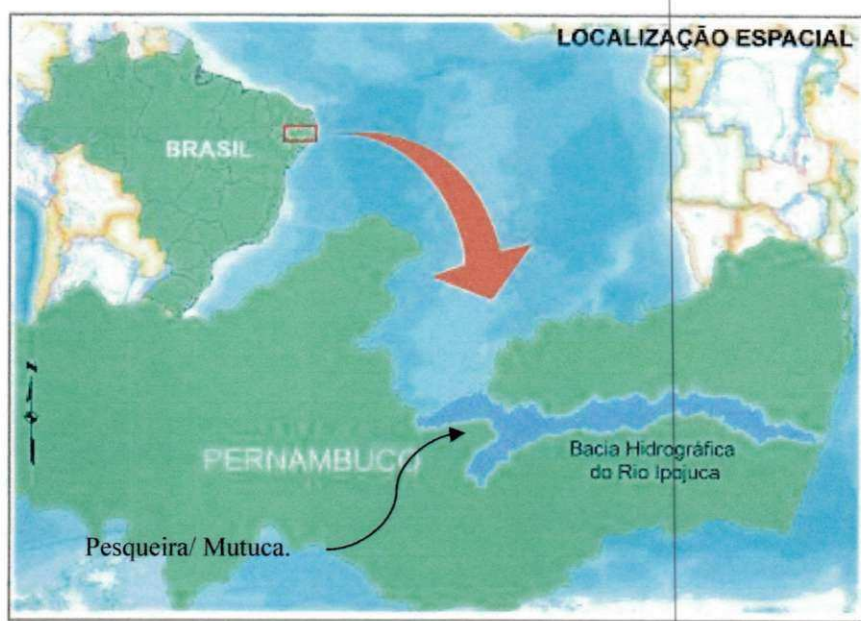 LOCALIZAÇÃO ESPACIAL
BRASIL
N
PERNAMBUCO
Bacia Hidrográfica
do Rio Ipojuca
Pesqueira/ Mutuca.